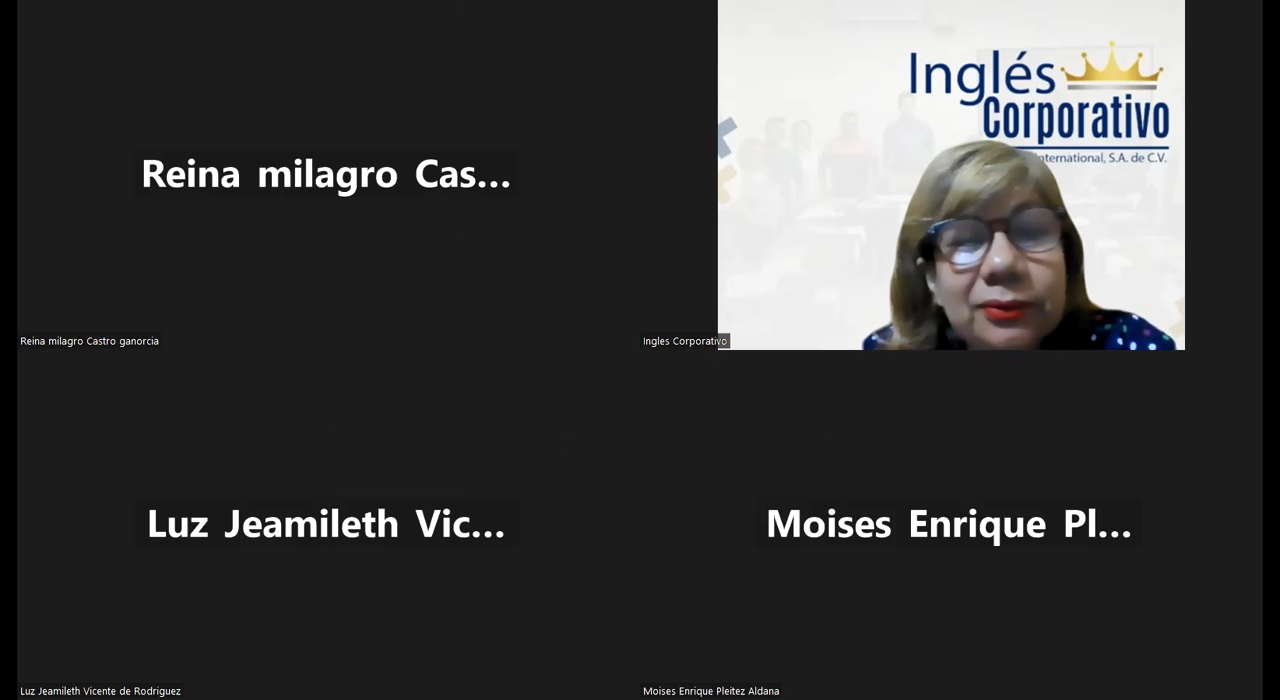 Reina milagro Cas...
Reina milagro Castro ganorcia
Inglés
Corporativo
International, S.A. de C.V.
Ingles Corporativo
Luz Jeamileth Vic...
Luz Jeamileth Vicente de Rodriguez
Moises Enrique Pl...
Moises Enrique Pleitez Aldana